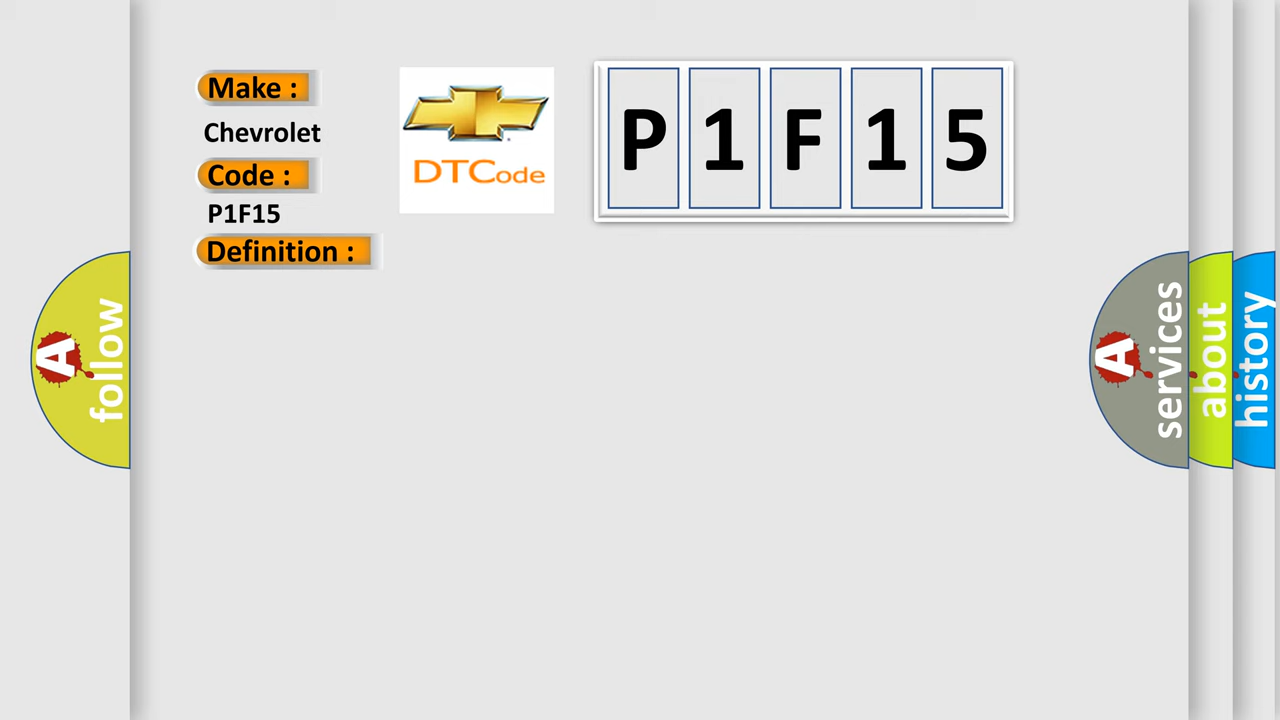 Make :
Chevrolet
Code :
P1F15
Definition :
DTCode
P 1 F 1 5
A follow
A services
about
history